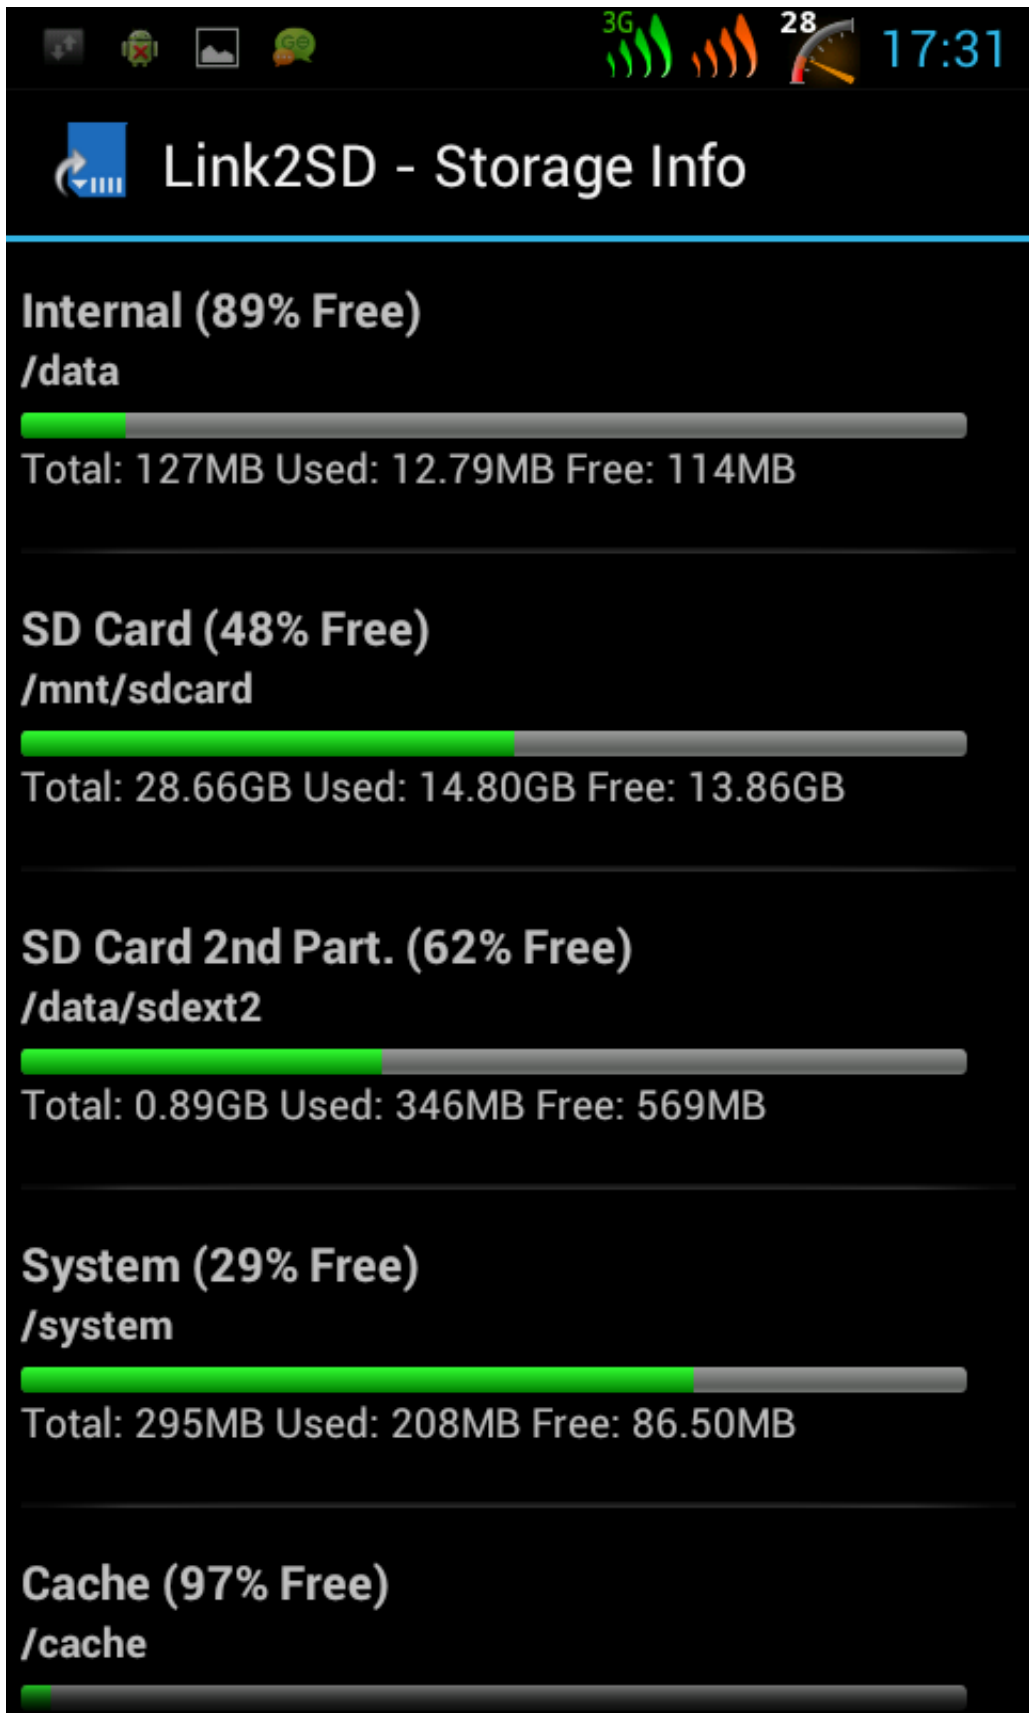 3G 28 17:31
GO
Link2SD - Storage Info
Internal (89% Free)
/data
Total: 127MB Used: 12.79MB Free: 114MB
SD Card (48% Free)
/mnt/sdcard
Total: 28.66GB Used: 14.80GB Free: 13.86GB
SD Card 2nd Part. (62% Free)
/data/sdext2
Total: 0.89GB Used: 346MB Free: 569MB
System (29% Free)
/system
Total: 295MB Used: 208MB Free: 86.50MB
Cache (97% Free)
/cache